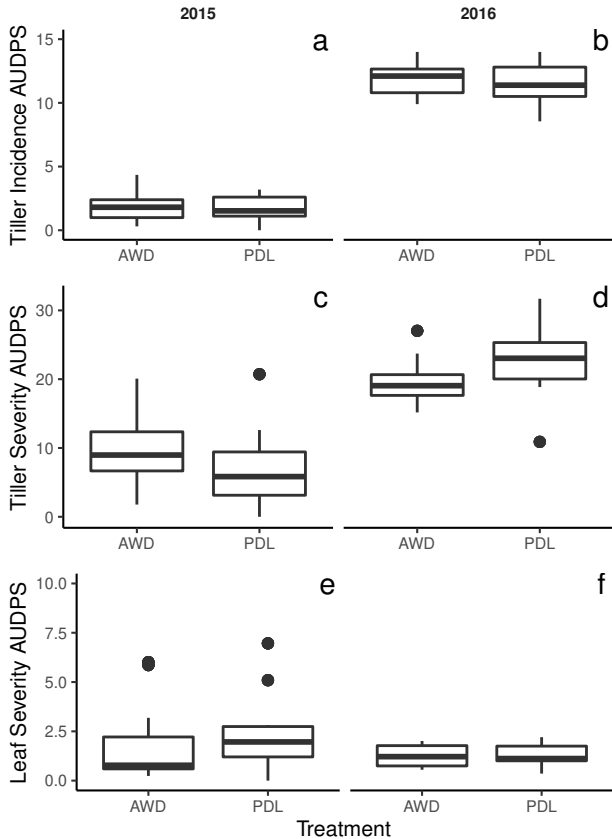 2015
2016
Tiller Incidence AUDPS
15
10
5
0
a
b
AWD
PDL
AWD
PDL
Tiller Severity AUDPS
30
20
10
0
c
d
AWD
PDL
AWD
PDL
Leaf Severity AUDPS
10.0
7.5
5.0
2.5
0.0
e
f
AWD
PDL
AWD
PDL
Treatment